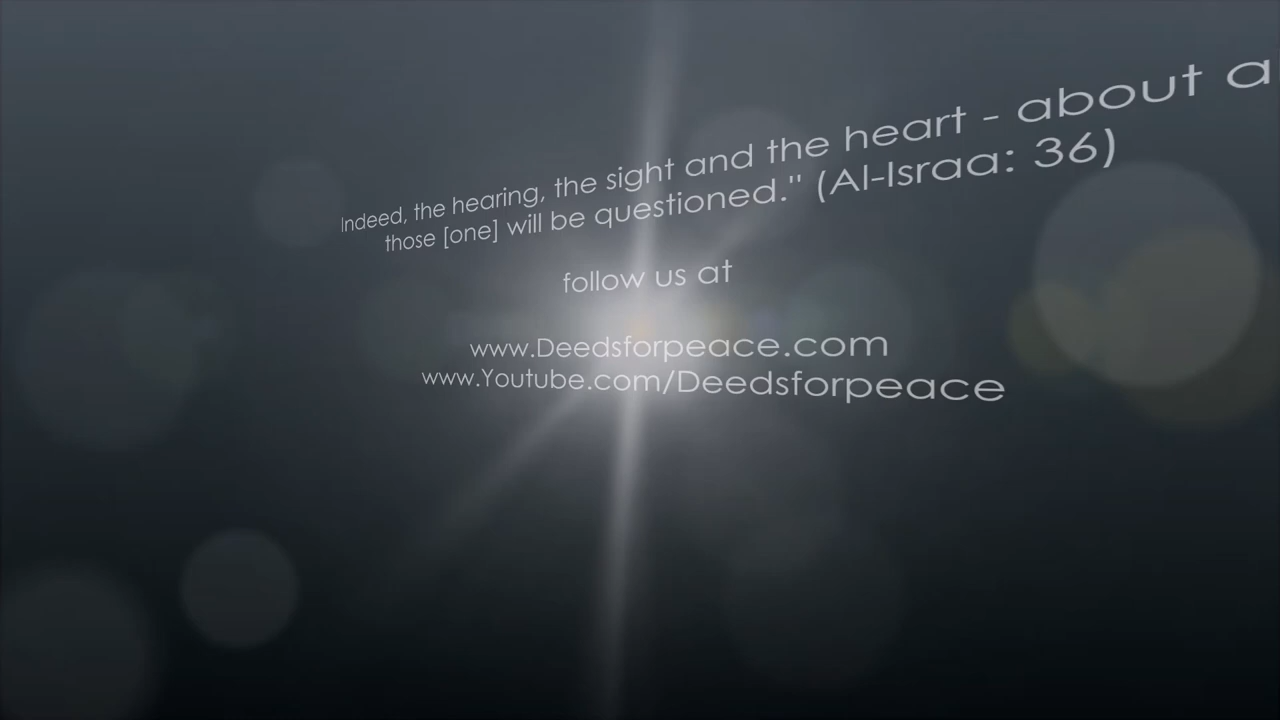 Indeed, the hearing, the sight and the heart - about a
those [one] will be questioned." (Al-Israa: 36)
follow us at
www.Deedsforpeace.com
www.Youtube.com/Deedsforpeace